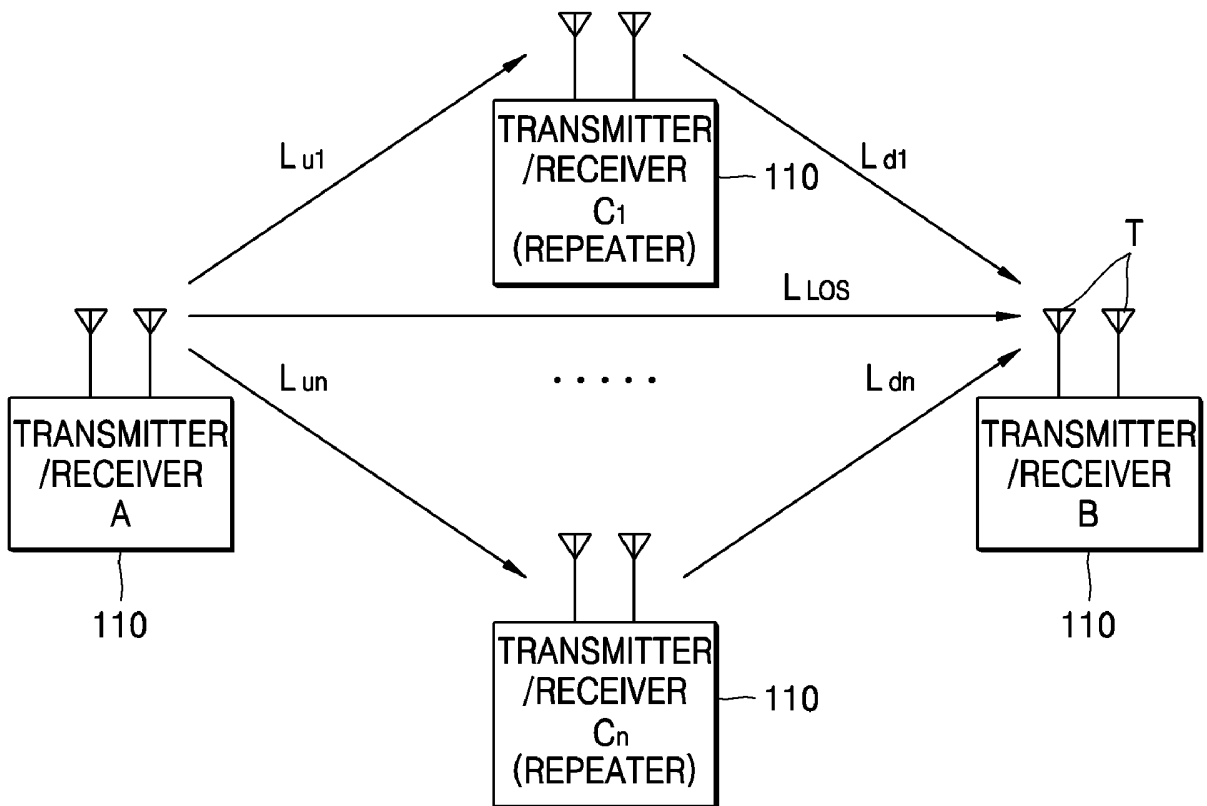 TRANSMITTER
/RECEIVER
C1
(REPEATER)
110
Lu1
Ld1
T
LLOS
Lun
.....
Ldn
TRANSMITTER
/RECEIVER
A
110
TRANSMITTER
/RECEIVER
B
110
TRANSMITTER
/RECEIVER
Cn
(REPEATER)
110